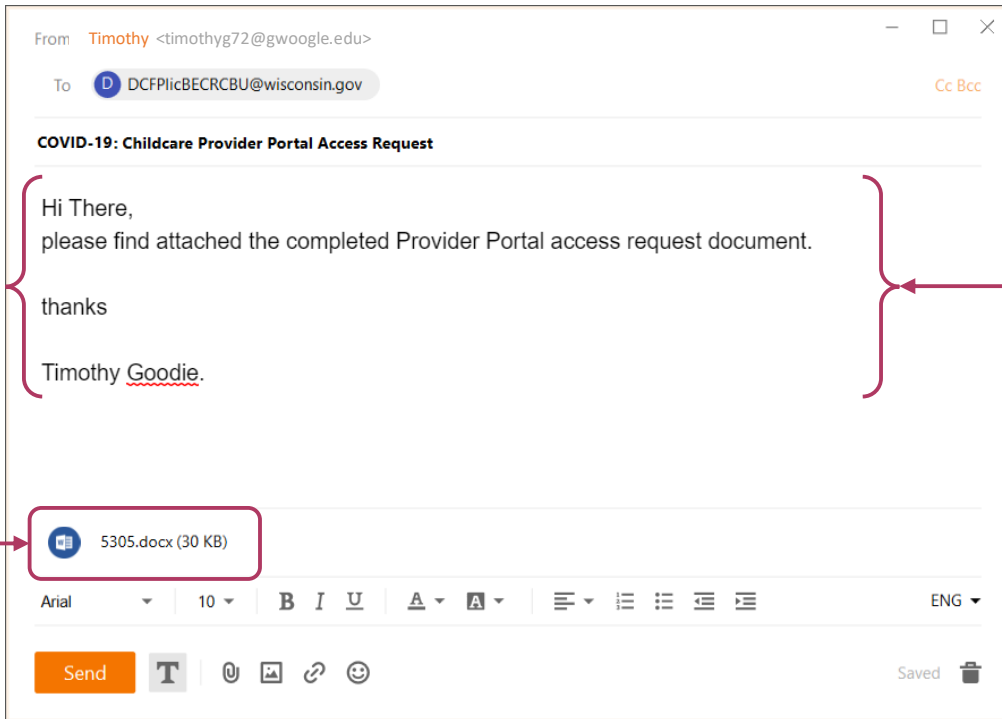 From Timothy <timothyg72@gwoogle.edu>
To D DCFPlicBECRCBU@wisconsin.gov Cc Bcc
COVID-19: Childcare Provider Portal Access Request
Hi There,
please find attached the completed Provider Portal access request document.
thanks
Timothy Goodie.
5305.docx (30 KB)
Arial 10 B I U A A ENG
Send T Saved